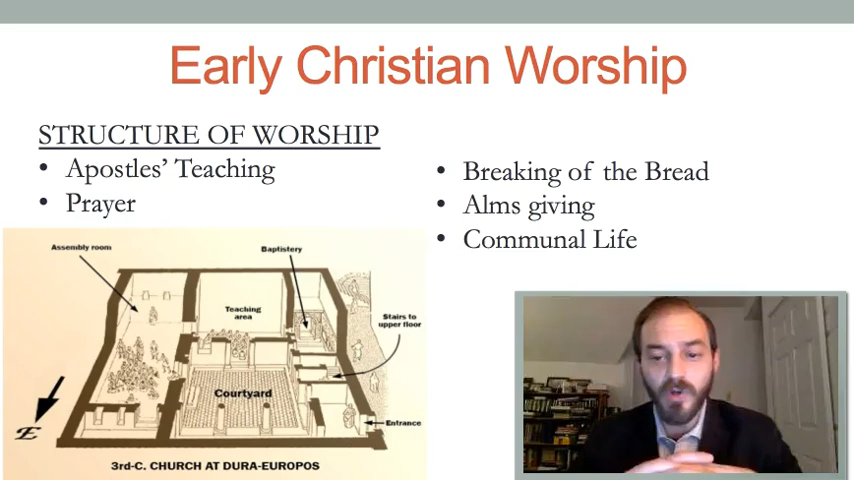 Early Christian Worship
STRUCTURE OF WORSHIP
• Apostles’ Teaching
• Prayer
• Breaking of the Bread
• Alms giving
• Communal Life
Assembly room
Baptistery
Teaching
area
Stairs to
upper floor
Courtyard
Entrance
E
3rd-C. CHURCH AT DURA-EUROPOS